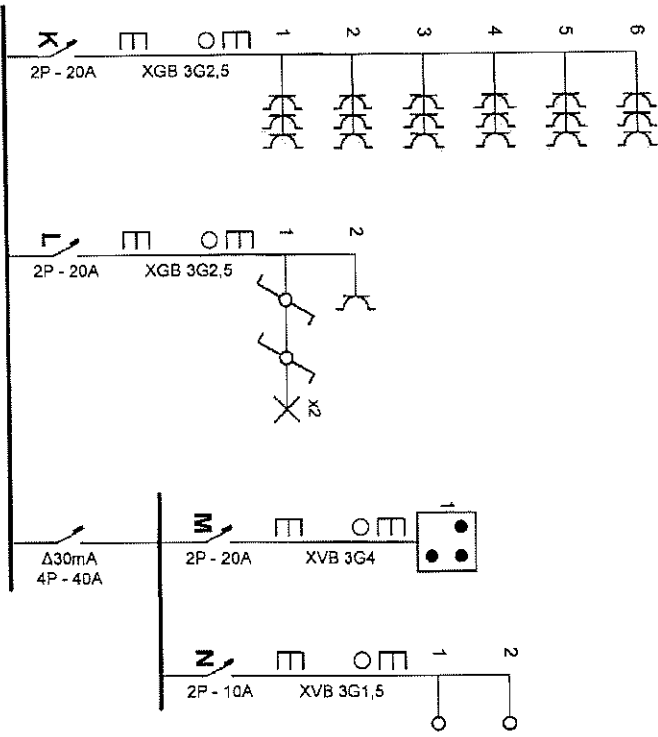 1 2 3 4 5 6
K
2P - 20A XGB 3G2,5
1 2
L
2P - 20A XGB 3G2,5
x2
1
M
Δ30mA 2P - 20A XVB 3G4
4P - 40A
1 2
N
2P - 10A XVB 3G1,5